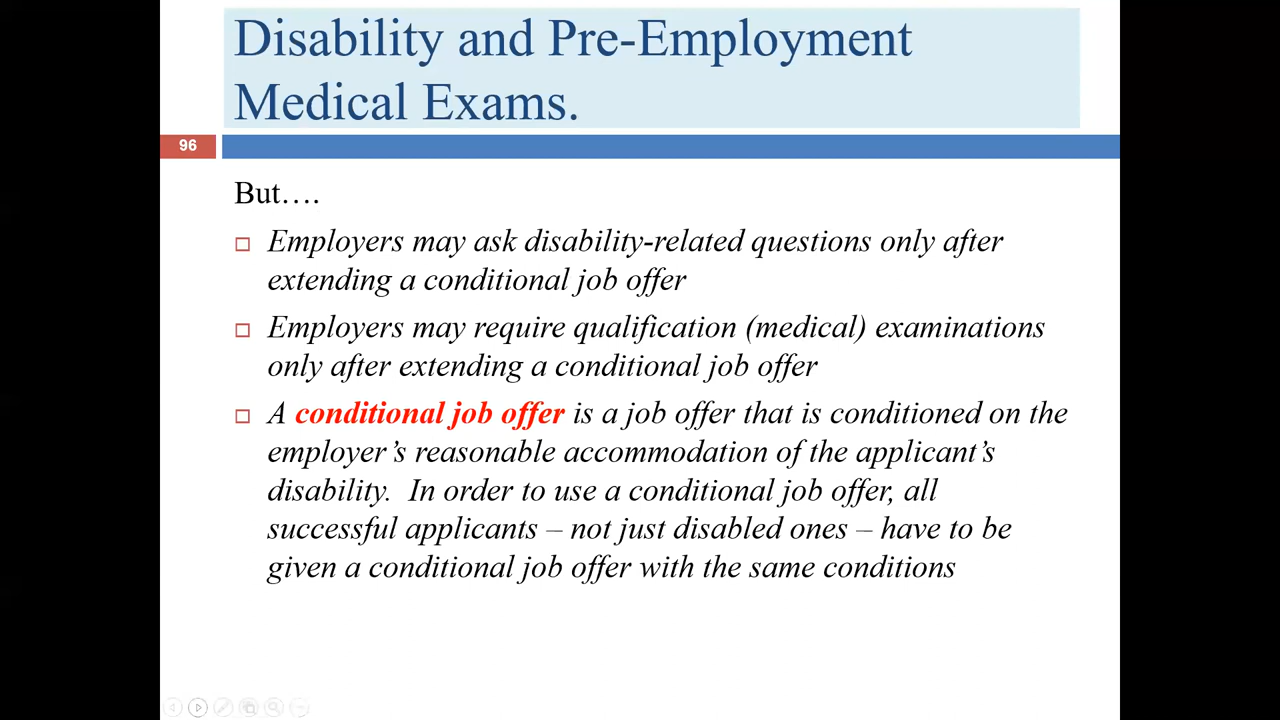 Disability and Pre-Employment
Medical Exams.
96
But….
Employers may ask disability-related questions only after
extending a conditional job offer
Employers may require qualification (medical) examinations
only after extending a conditional job offer
A conditional job offer is a job offer that is conditioned on the
employer’s reasonable accommodation of the applicant’s
disability.  In order to use a conditional job offer, all
successful applicants – not just disabled ones – have to be
given a conditional job offer with the same conditions